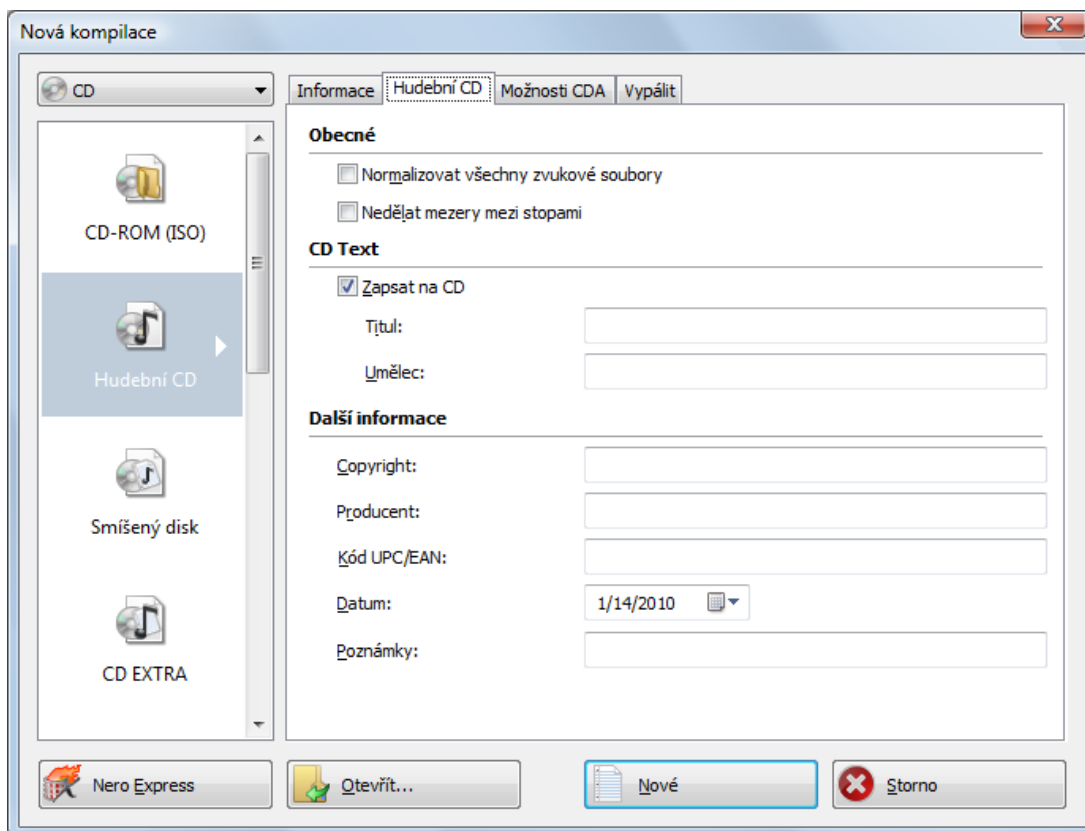 Nová kompilace
CD
CD-ROM (ISO)
Hudební CD
Smíšený disk
CD EXTRA
Informace
Hudební CD
Možnosti CDA
Vypálit
Obecné
Normalizovat všechny zvukové soubory
Nedělat mezery mezi stopami
CD Text
Zapsat na CD
Titul:
Umělec:
Další informace
Copyright:
Producent:
Kód UPC/EAN:
Datum: 1/14/2010
Poznámky:
Nero Express
Otevřít...
Nové
Storno